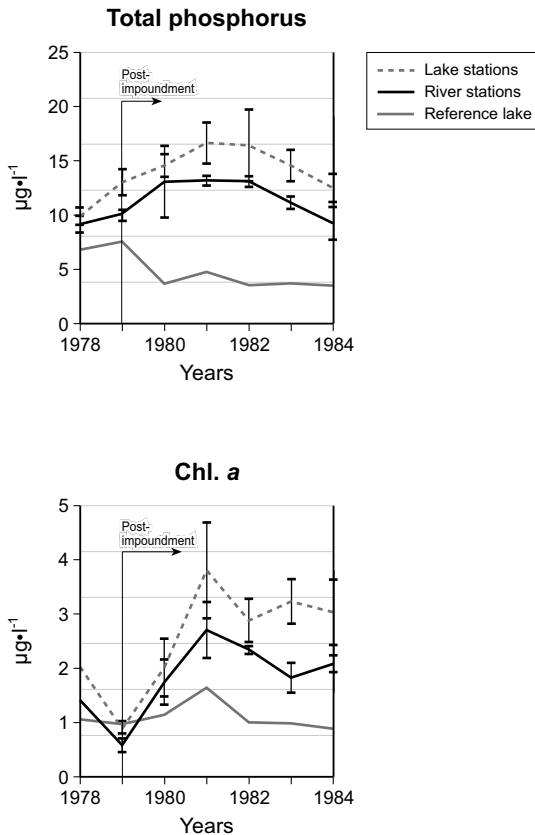 Total phosphorus
25
20
15
10
5
0
µg•l⁻¹
Post-
impoundment
1978
1980
1982
1984
Years
Lake stations
River stations
Reference lake
Chl. a
5
4
3
2
1
0
µg•l⁻¹
Post-
impoundment
1978
1980
1982
1984
Years